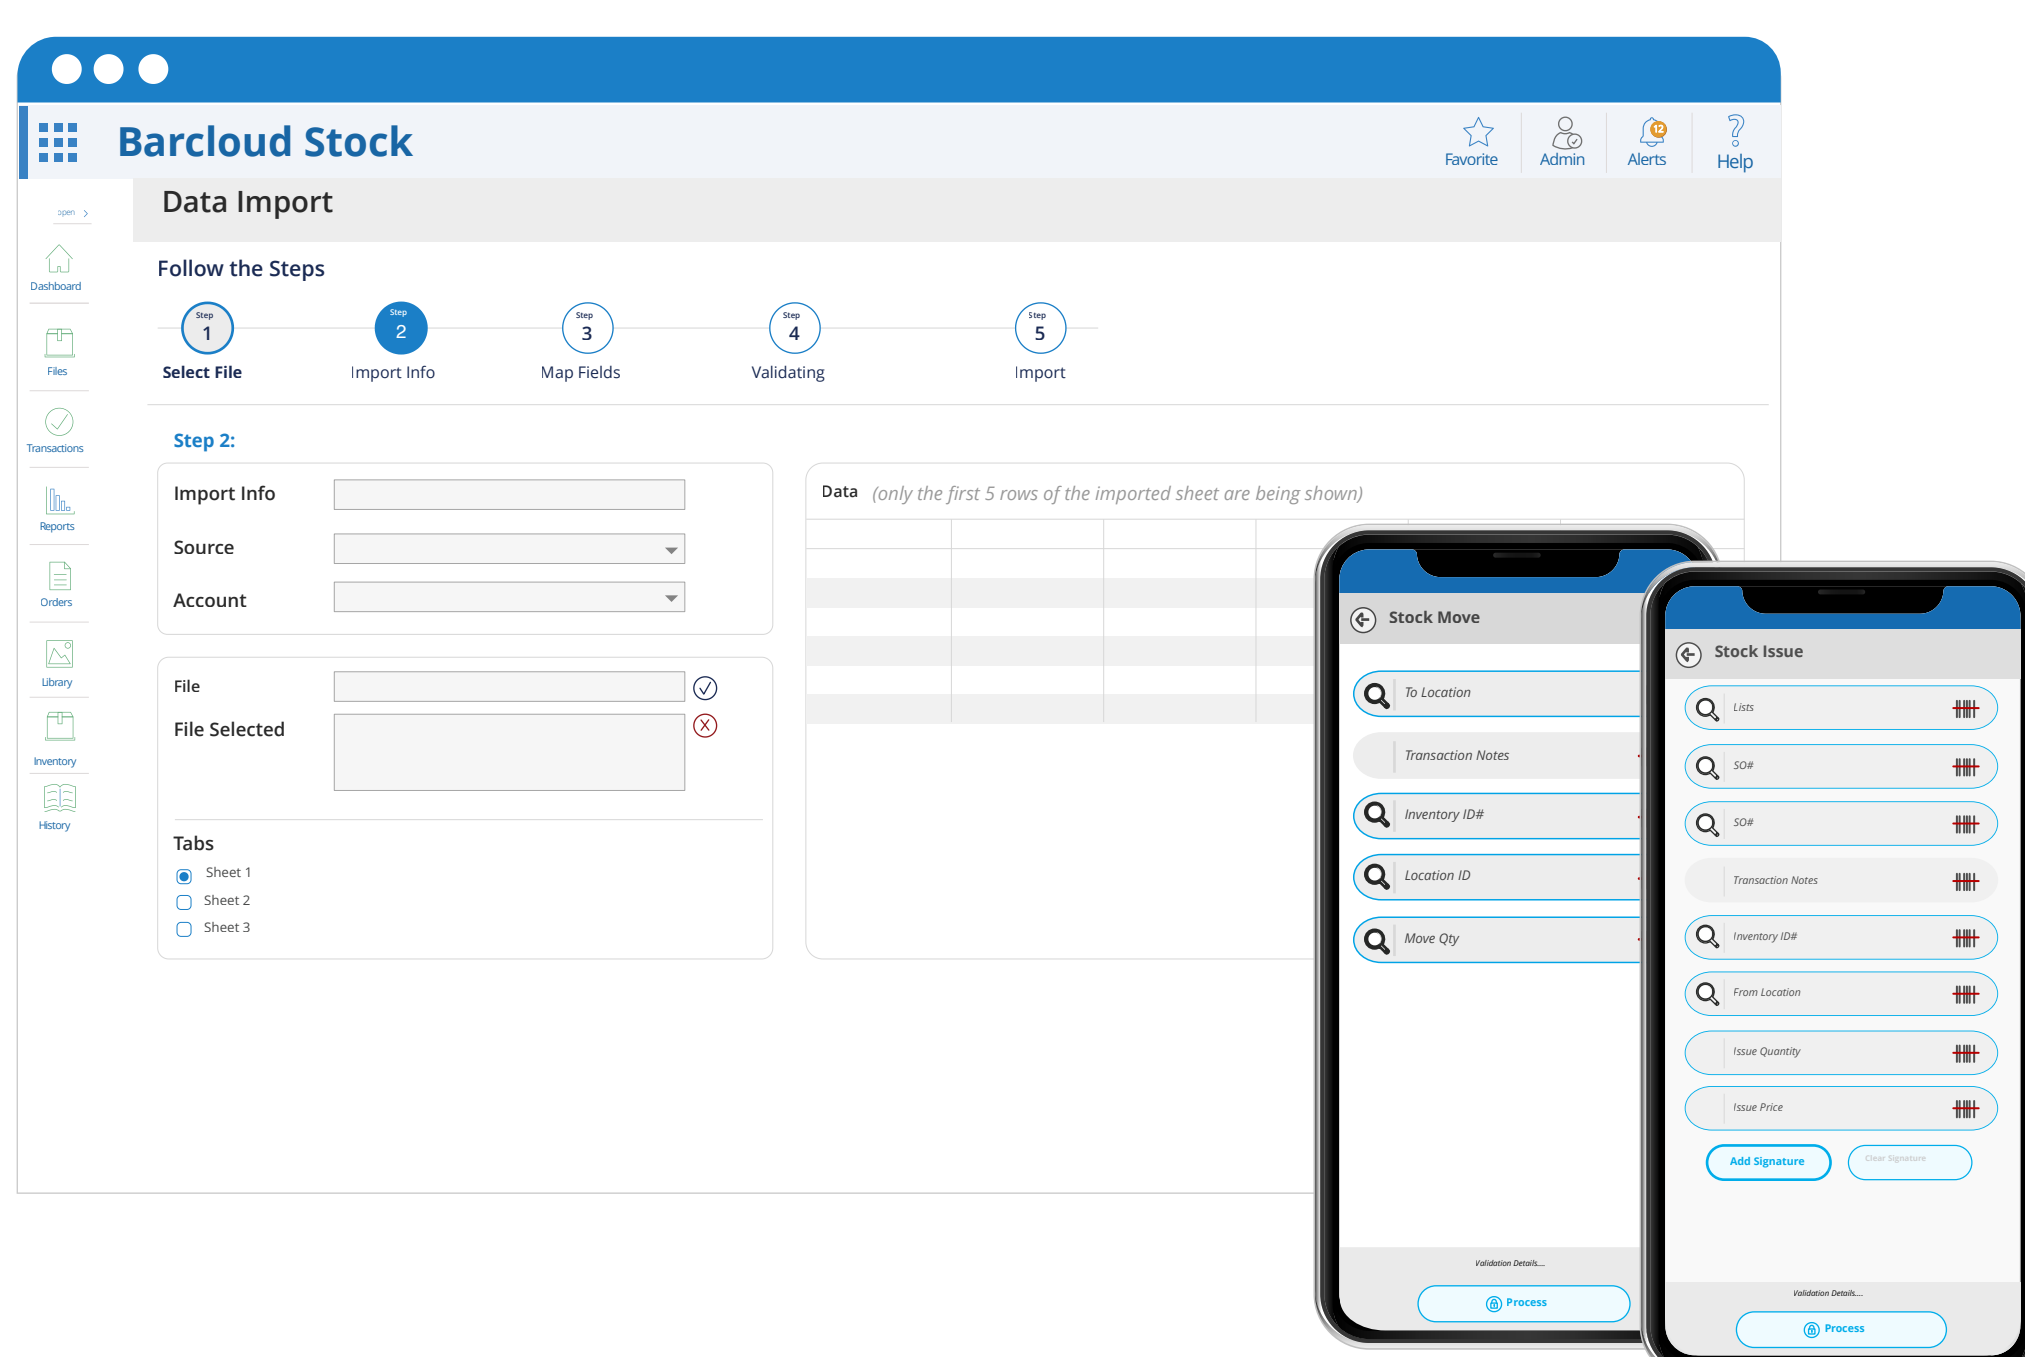 Barcloud Stock
Favorite
Admin
12
Alerts
Help
open
Data Import
Dashboard
Files
Transactions
Reports
Orders
Library
Inventory
History
Follow the Steps
Step 1
Step 2
Step 3
Step 4
Step 5
Select File
Import Info
Map Fields
Validating
Import
Step 2:
Import Info
Source
Account
File
File Selected
Tabs
Sheet 1
Sheet 2
Sheet 3
Data (only the first 5 rows of the imported sheet are being shown)
Stock Move
To Location
Transaction Notes
Inventory ID#
Location ID
Move Qty
Validation Details....
Process
Stock Issue
Lists
SO#
SO#
Transaction Notes
Inventory ID#
From Location
Issue Quantity
Issue Price
Add Signature
Clear Signature
Validation Details....
Process